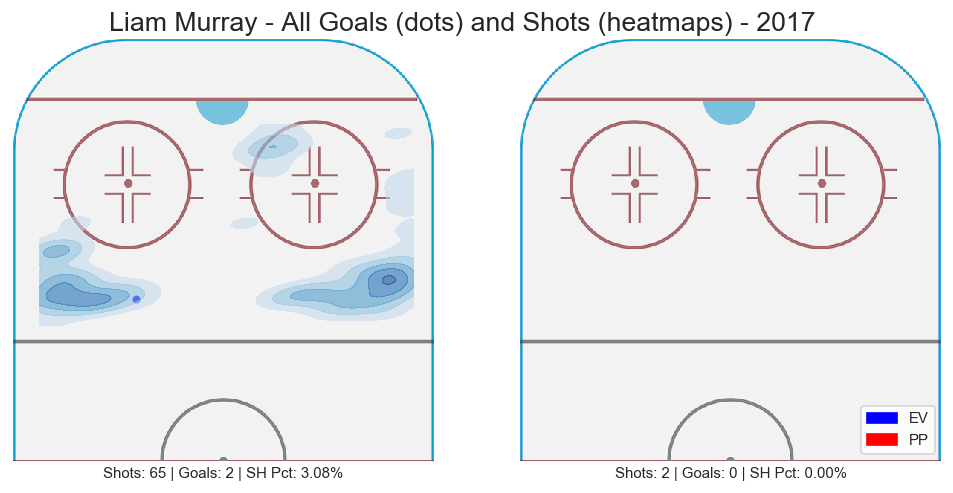 Liam Murray - All Goals (dots) and Shots (heatmaps) - 2017
EV
PP
Shots: 65 | Goals: 2 | SH Pct: 3.08%
Shots: 2 | Goals: 0 | SH Pct: 0.00%